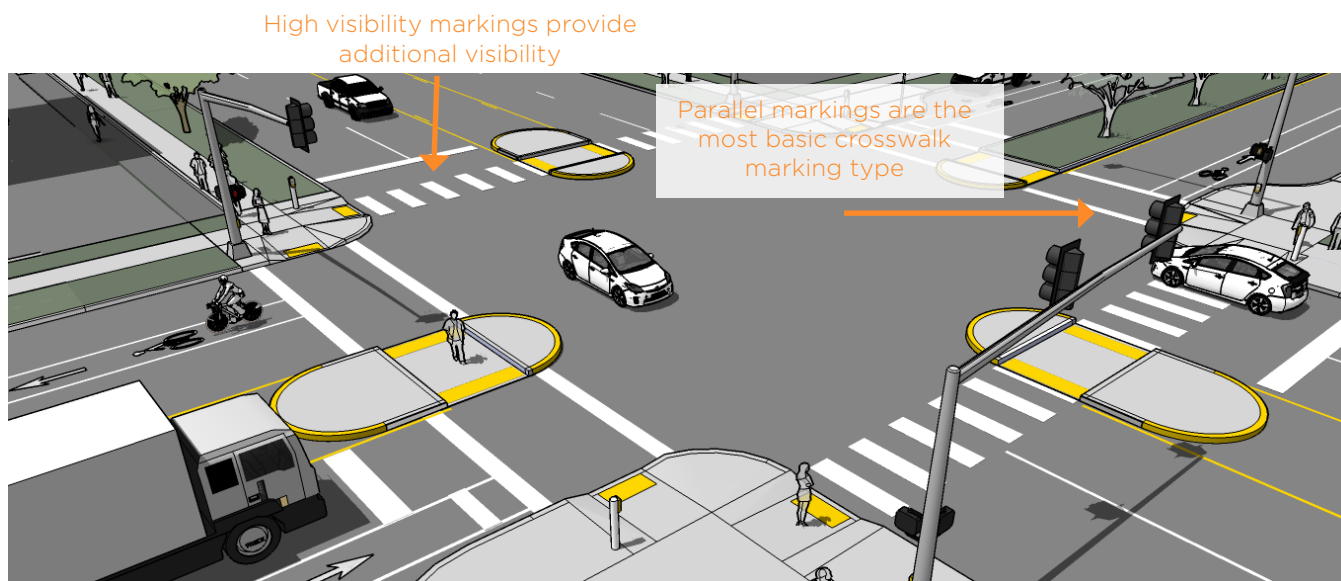 High visibility markings provide
additional visibility
Parallel markings are the
most basic crosswalk
marking type